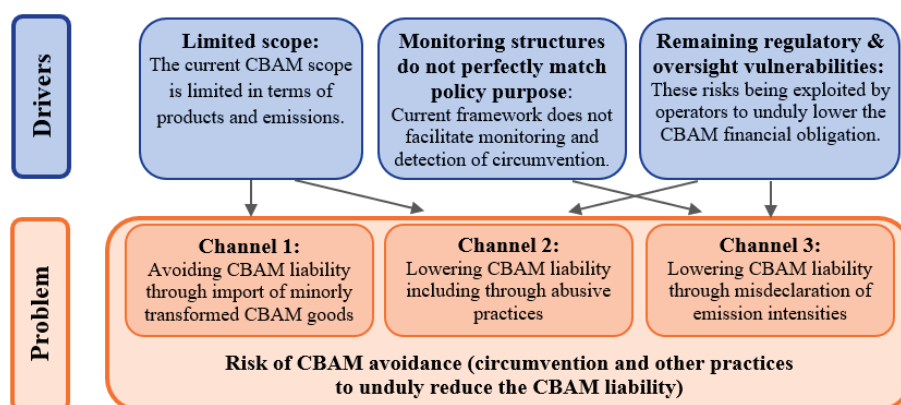 Drivers
Limited scope:
The current CBAM scope
is limited in terms of
products and emissions.
Monitoring structures
do not perfectly match
policy purpose:
Current framework does not
facilitate monitoring and
detection of circumvention.
Remaining regulatory &
oversight vulnerabilities:
These risks being exploited by
operators to unduly lower the
CBAM financial obligation.
Problem
Channel 1:
Avoiding CBAM liability
through import of minorly
transformed CBAM goods
Channel 2:
Lowering CBAM liability
including through abusive
practices
Channel 3:
Lowering CBAM liability
through misdeclaration of
emission intensities
Risk of CBAM avoidance (circumvention and other practices
to unduly reduce the CBAM liability)